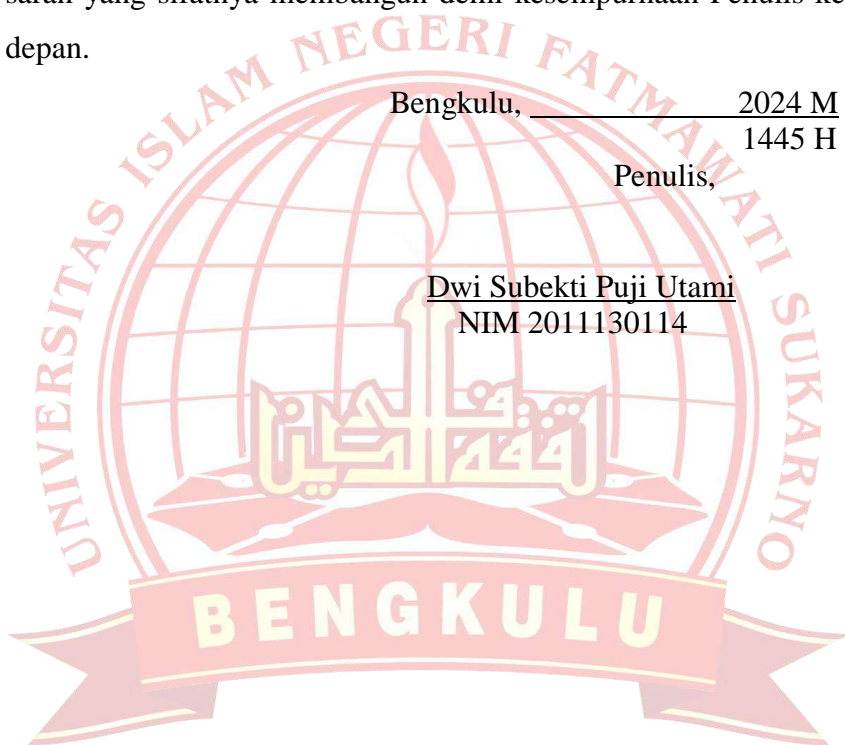 saran yang sifatnya membangun demi kesempurnaan Penulis ke
depan.
Bengkulu, 2024 M
1445 H
Penulis,
Dwi Subekti Puji Utami
NIM 2011130114
UNIVERSITAS ISLAM NEGERI FATMAWATI SUKARNO
BENGKULU